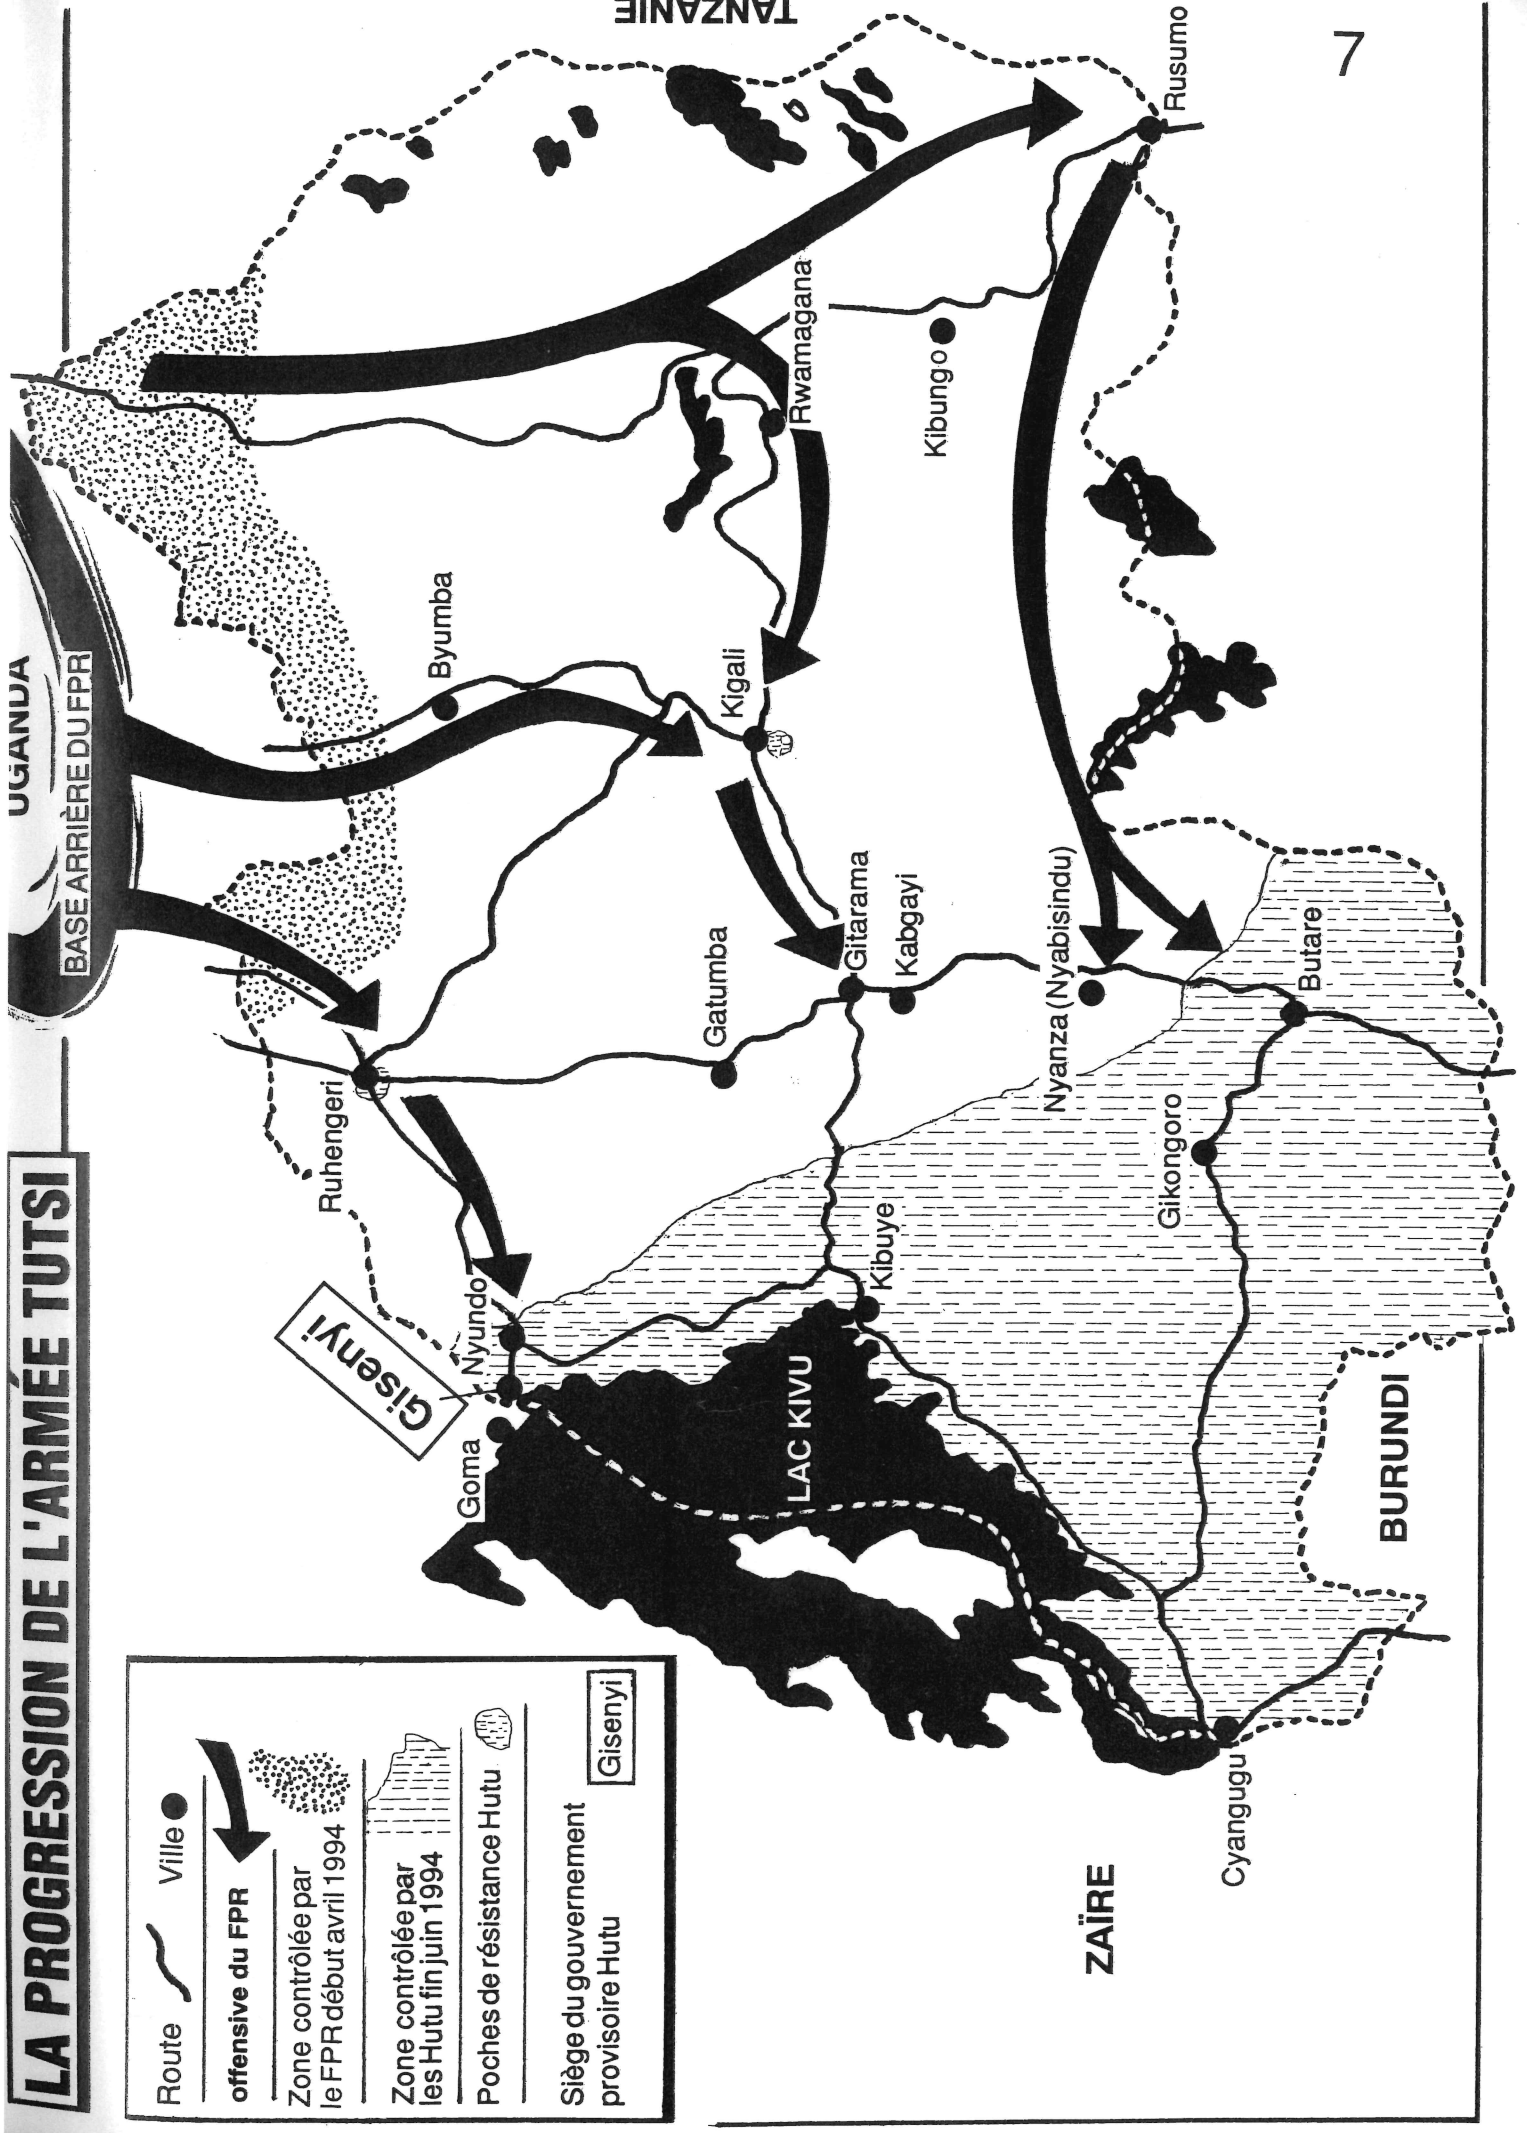 LA PROGRESSION DE L'ARMÉE TUTSI
Route
Ville
offensive du FPR
Zone contrôlée par
le FPR début avril 1994
Zone contrôlée par
les Hutu fin juin 1994
Poches de résistance Hutu
Siège du gouvernement
provisoire Hutu
Gisenyi
UGANDA
BASE ARRIÈRE DU FPR
TANZANIE
Ruhengeri
Byumba
Gisenyi
Nyundo
Goma
Gatumba
Kigali
Rwamagana
Gitarama
Kabgayi
Kibungo
LAC KIVU
Kibuye
Nyanza (Nyabisindu)
Rusumo
Gikongoro
Butare
Cyangugu
ZAÏRE
BURUNDI
7